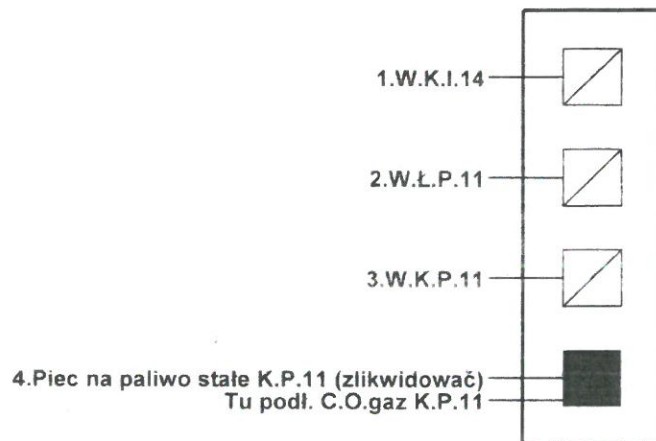 1.W.K.I.14
2.W.Ł.P.11
3.W.K.P.11
4.Piec na paliwo stałe K.P.11 (zlikwidować)
Tu podł. C.O.gaz K.P.11